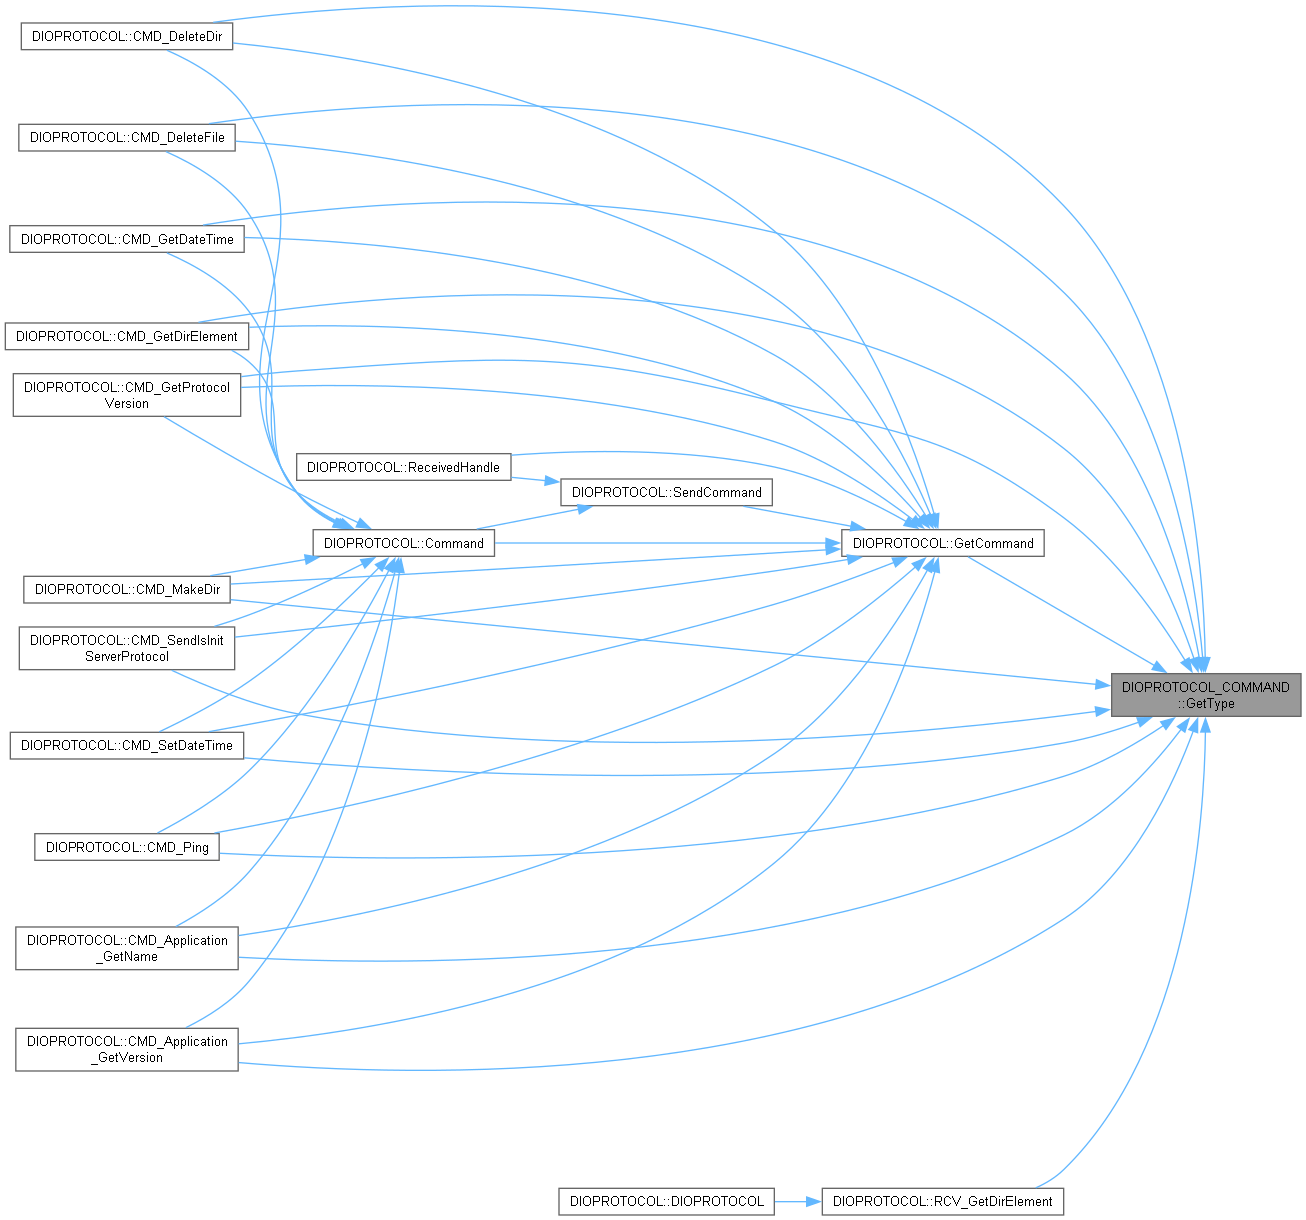 DIOPROTOCOL::CMD_DeleteDir
DIOPROTOCOL::CMD_DeleteFile
DIOPROTOCOL::CMD_GetDateTime
DIOPROTOCOL::CMD_GetDirElement
DIOPROTOCOL::CMD_GetProtocol
Version
DIOPROTOCOL::ReceivedHandle
DIOPROTOCOL::SendCommand
DIOPROTOCOL::Command
DIOPROTOCOL::GetCommand
DIOPROTOCOL::CMD_MakeDir
DIOPROTOCOL::CMD_SendIsInit
ServerProtocol
DIOPROTOCOL_COMMAND
::GetType
DIOPROTOCOL::CMD_SetDateTime
DIOPROTOCOL::CMD_Ping
DIOPROTOCOL::CMD_Application
_GetName
DIOPROTOCOL::CMD_Application
_GetVersion
DIOPROTOCOL::DIOPROTOCOL
DIOPROTOCOL::RCV_GetDirElement